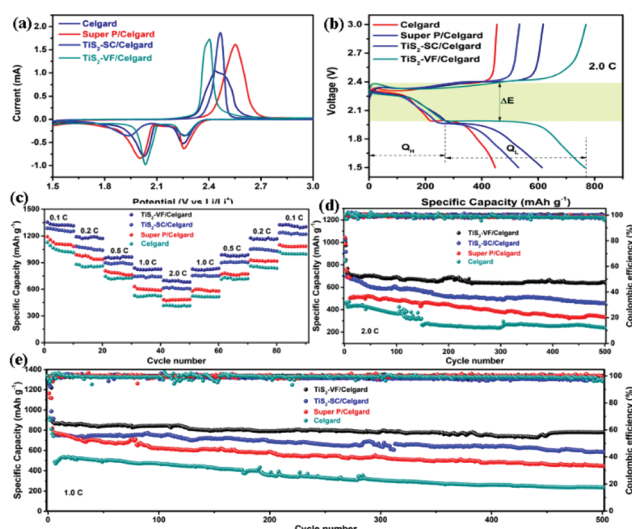 (a)
Celgard
Super P/Celgard
TiS2-SC/Celgard
TiS2-VF/Celgard
Current (mA)
2.0
1.5
1.0
0.5
0.0
-0.5
-1.0
1.5 1.8 2.1 2.4 2.7 3.0
Potential (V vs Li/Li+)
(b)
Celgard
Super P/Celgard
TiS2-SC/Celgard
TiS2-VF/Celgard
2.0 C
ΔE
QH
QL
Voltage (V)
3.0
2.7
2.4
2.1
1.8
1.5
0 200 400 600 800
Specific Capacity (mAh g-1)
(c)
0.1 C
0.2 C
0.5 C
1.0 C
2.0 C
1.0 C
0.5 C
0.2 C
0.1 C
TiS2-VF/Celgard
TiS2-SC/Celgard
Super P/Celgard
Celgard
Specific Capacity (mAh g-1)
1500
1200
900
600
300
0
0 10 20 30 40 50 60 70 80 90
Cycle number
(d)
TiS2-VF/Celgard
TiS2-SC/Celgard
Super P/Celgard
Celgard
2.0 C
Specific Capacity (mAh g-1)
1200
1000
800
600
400
200
0 100 200 300 400 500
Cycle number
Coulombic efficiency (%)
100
80
60
40
20
0
(e)
TiS2-VF/Celgard
TiS2-SC/Celgard
Super P/Celgard
Celgard
1.0 C
Specific Capacity (mAh g-1)
1400
1200
1000
800
600
400
200
0
0 100 200 300 400 500
Cycle number
Coulombic efficiency (%)
100
80
60
40
20
0